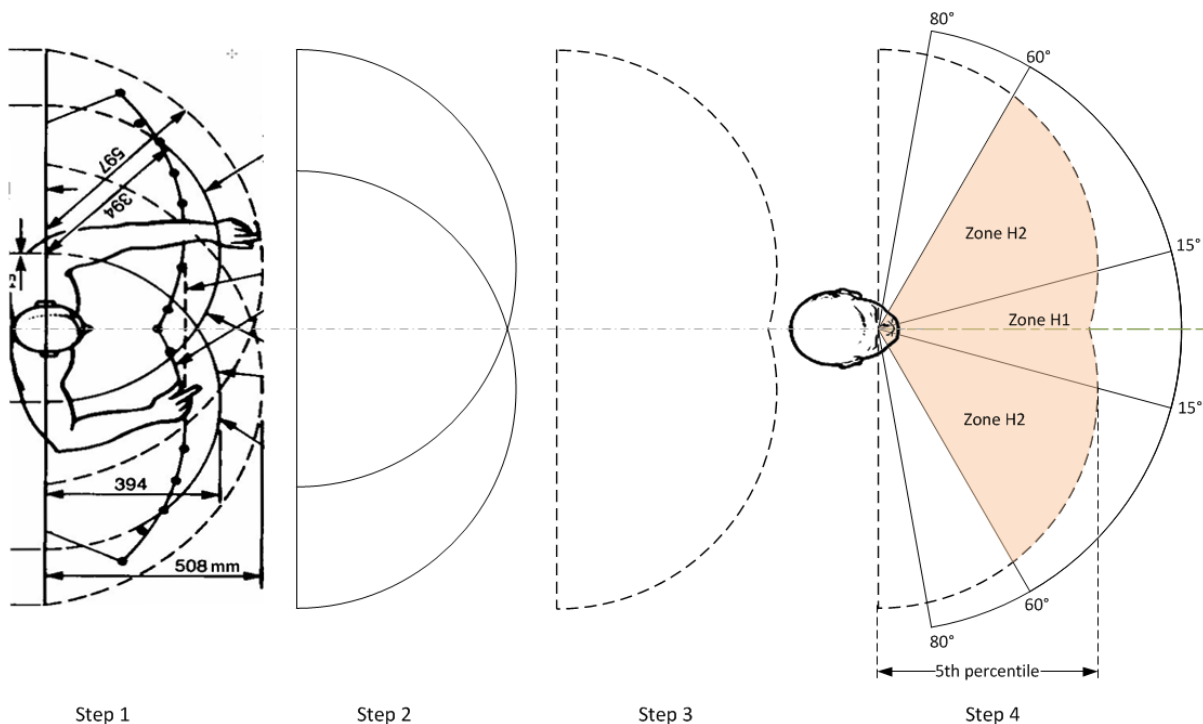 597
394
394
508 mm
Step 1
Step 2
Step 3
80°
60°
15°
Zone H2
Zone H1
15°
Zone H2
60°
80°
5th percentile
Step 4